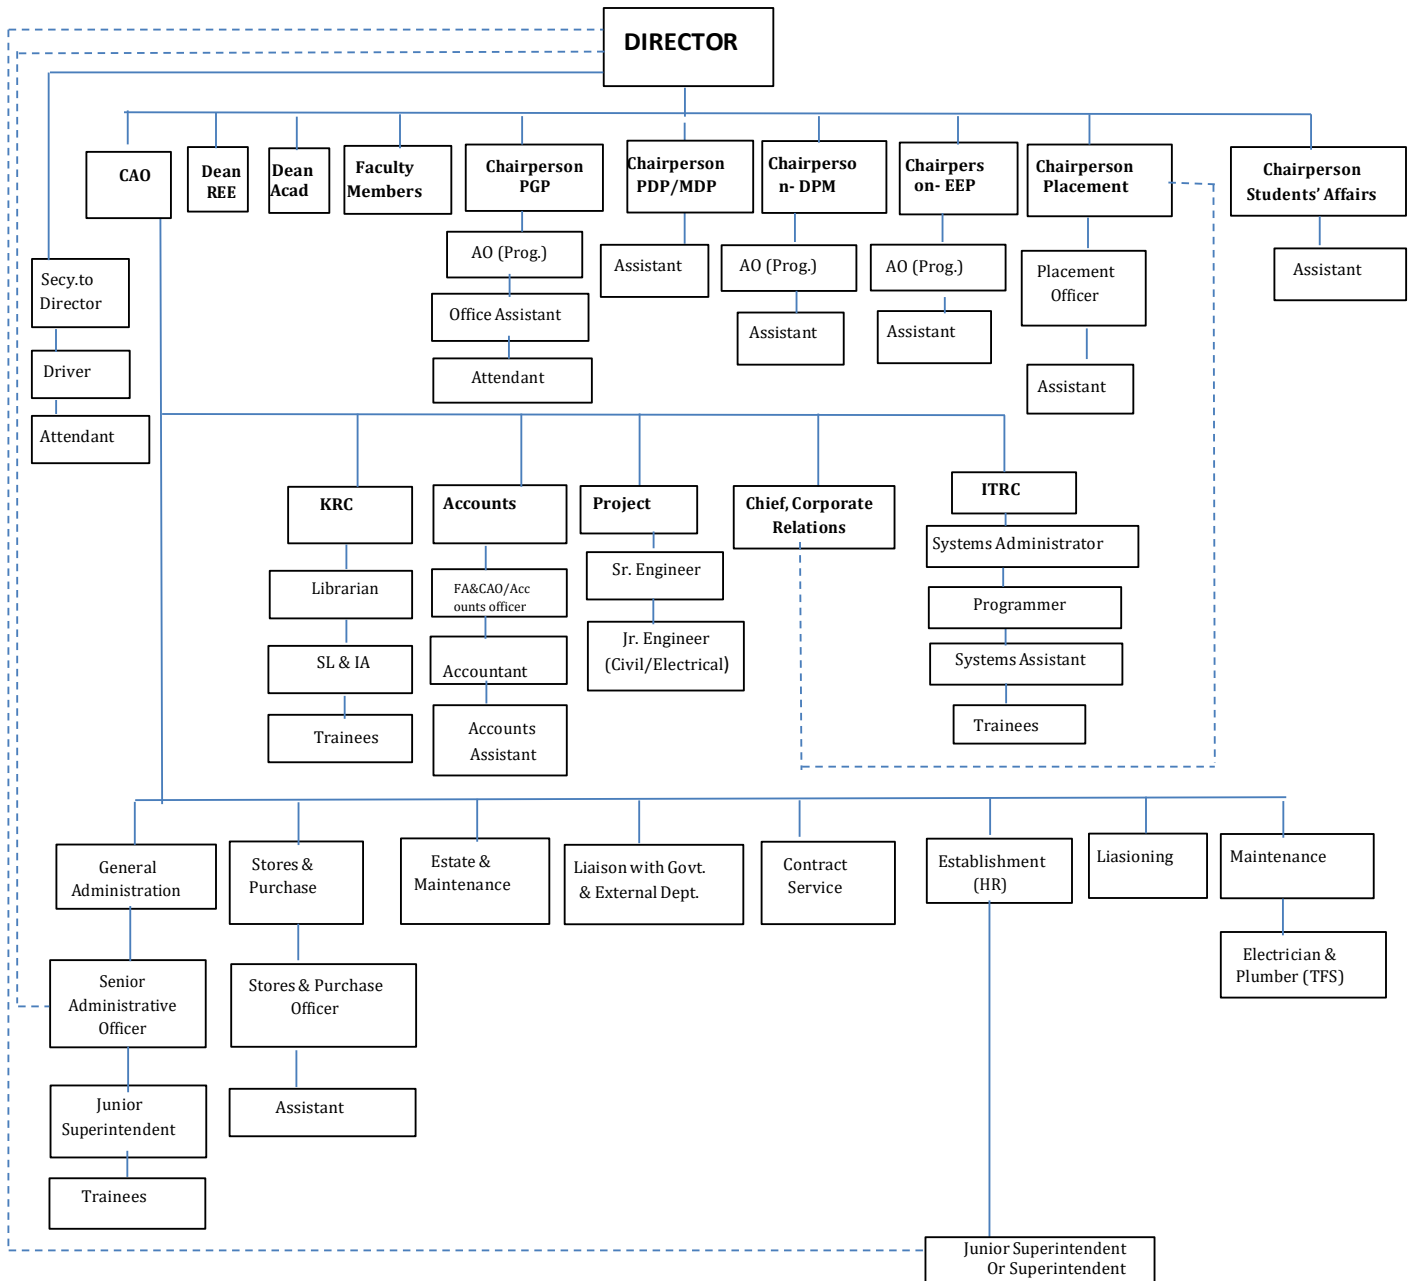 DIRECTOR
CAO
Dean
REE
Dean
Acad
Faculty
Members
Chairperson
PGP
Chairperson
PDP/MDP
Chairperso
n- DPM
Chairpers
on- EEP
Chairperson
Placement
Chairperson
Students’ Affairs
Secy.to
Director
Driver
Attendant
AO (Prog.)
Office Assistant
Attendant
Assistant
AO (Prog.)
Assistant
AO (Prog.)
Assistant
Placement
Officer
Assistant
Assistant
KRC
Librarian
SL & IA
Trainees
Accounts
FA&CAO/Acc
ounts officer
Accountant
Accounts
Assistant
Project
Sr. Engineer
Jr. Engineer
(Civil/Electrical)
Chief, Corporate
Relations
ITRC
Systems Administrator
Programmer
Systems Assistant
Trainees
General
Administration
Senior
Administrative
Officer
Junior
Superintendent
Trainees
Stores &
Purchase
Stores & Purchase
Officer
Assistant
Estate &
Maintenance
Liaison with Govt.
& External Dept.
Contract
Service
Establishment
(HR)
Junior Superintendent
Or Superintendent
Liasioning
Maintenance
Electrician &
Plumber (TFS)